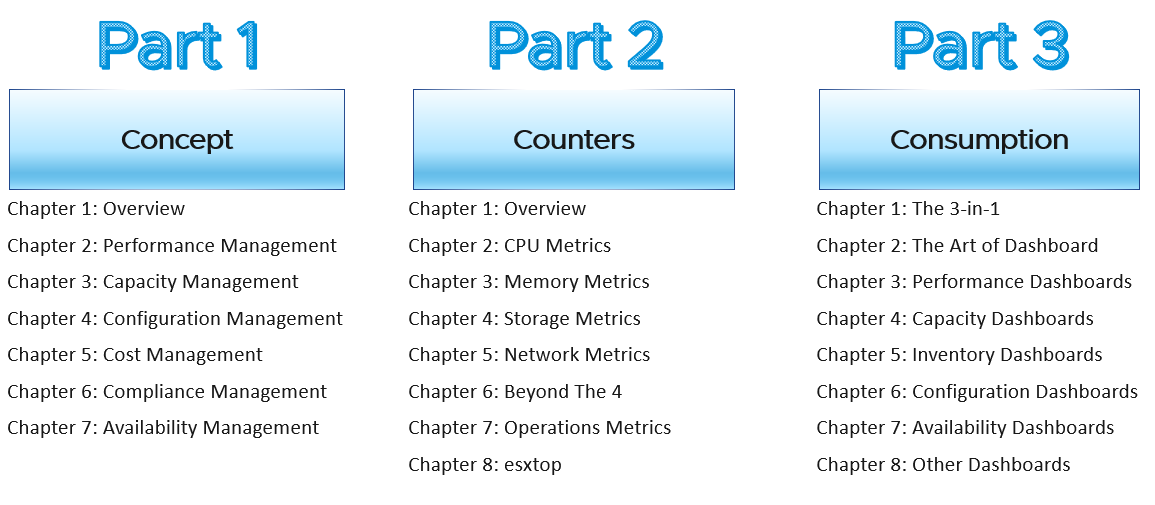 Part 1
Concept
Chapter 1: Overview
Chapter 2: Performance Management
Chapter 3: Capacity Management
Chapter 4: Configuration Management
Chapter 5: Cost Management
Chapter 6: Compliance Management
Chapter 7: Availability Management
Part 2
Counters
Chapter 1: Overview
Chapter 2: CPU Metrics
Chapter 3: Memory Metrics
Chapter 4: Storage Metrics
Chapter 5: Network Metrics
Chapter 6: Beyond The 4
Chapter 7: Operations Metrics
Chapter 8: esxtop
Part 3
Consumption
Chapter 1: The 3-in-1
Chapter 2: The Art of Dashboard
Chapter 3: Performance Dashboards
Chapter 4: Capacity Dashboards
Chapter 5: Inventory Dashboards
Chapter 6: Configuration Dashboards
Chapter 7: Availability Dashboards
Chapter 8: Other Dashboards